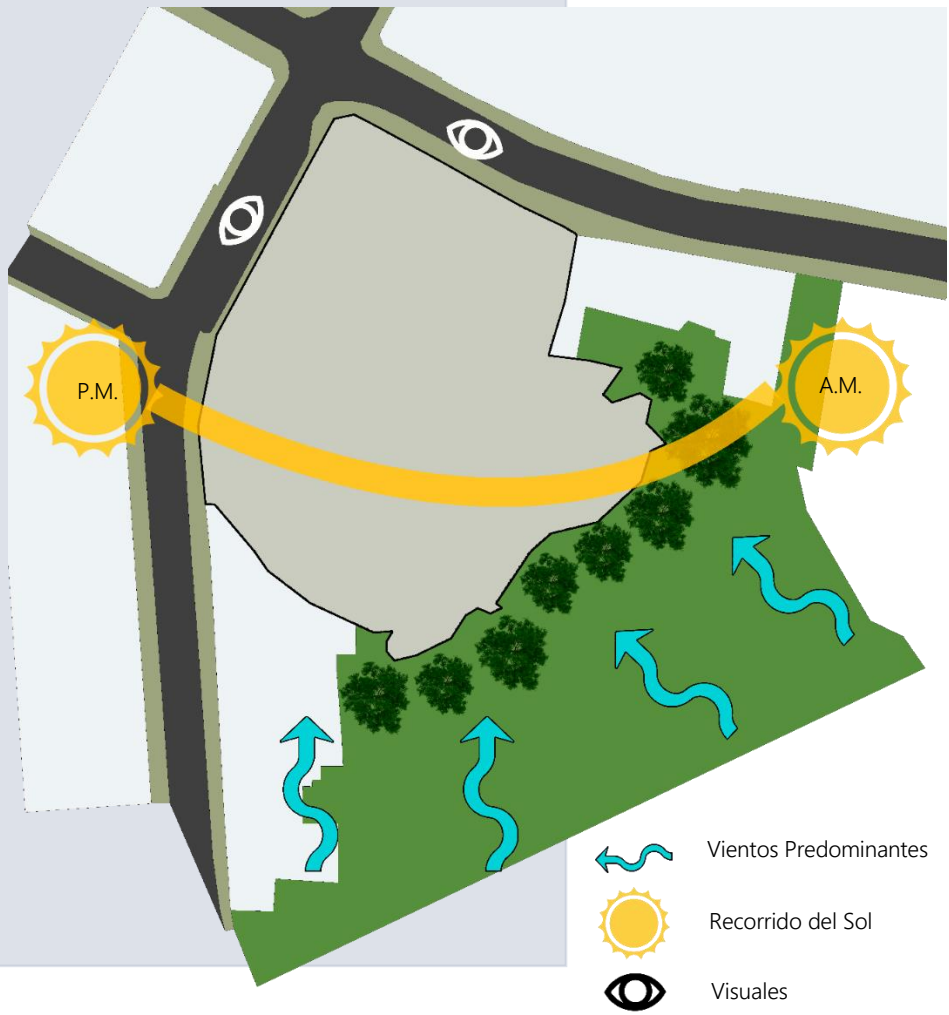 P.M.
A.M.
Vientos Predominantes
Recorrido del Sol
Visuales